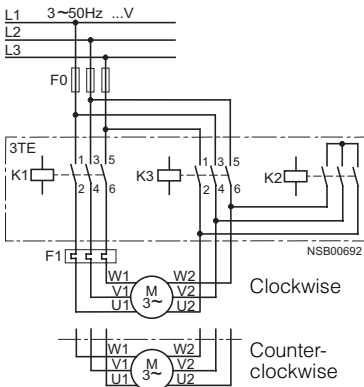 L1 3~50Hz ...V
L2
L3
F0
3TE
K1 1 3 5 K3 1 3 5 K2
2 4 6 2 4 6
NSB00692
F1
W1 W2
V1 M V2 Clockwise
U1 3~ U2
W1 W2 Counter-
V1 M V2 clockwise
U1 3~ U2